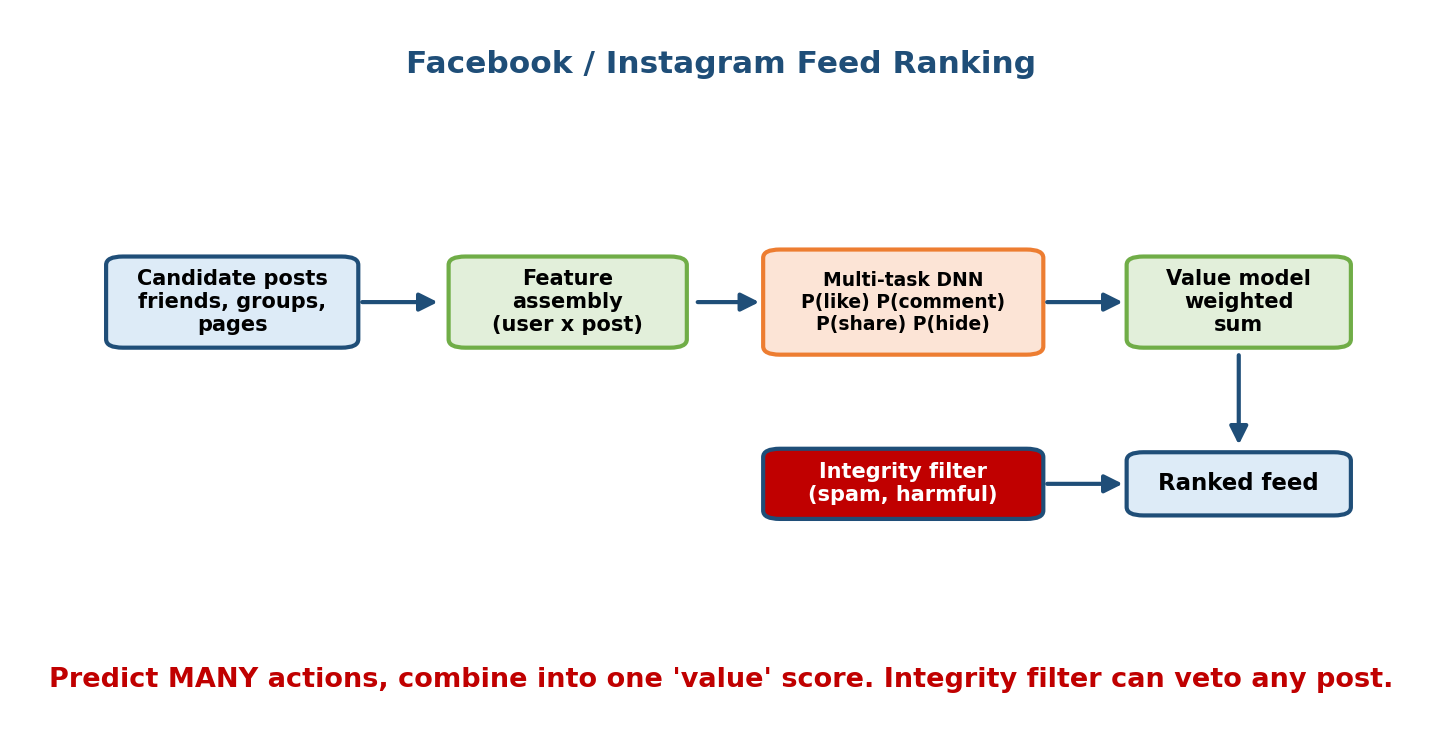 Facebook / Instagram Feed Ranking
Candidate posts
friends, groups,
pages
Feature
assembly
(user x post)
Multi-task DNN
P(like) P(comment)
P(share) P(hide)
Value model
weighted
sum
Integrity filter
(spam, harmful)
Ranked feed
Predict MANY actions, combine into one 'value' score. Integrity filter can veto any post.